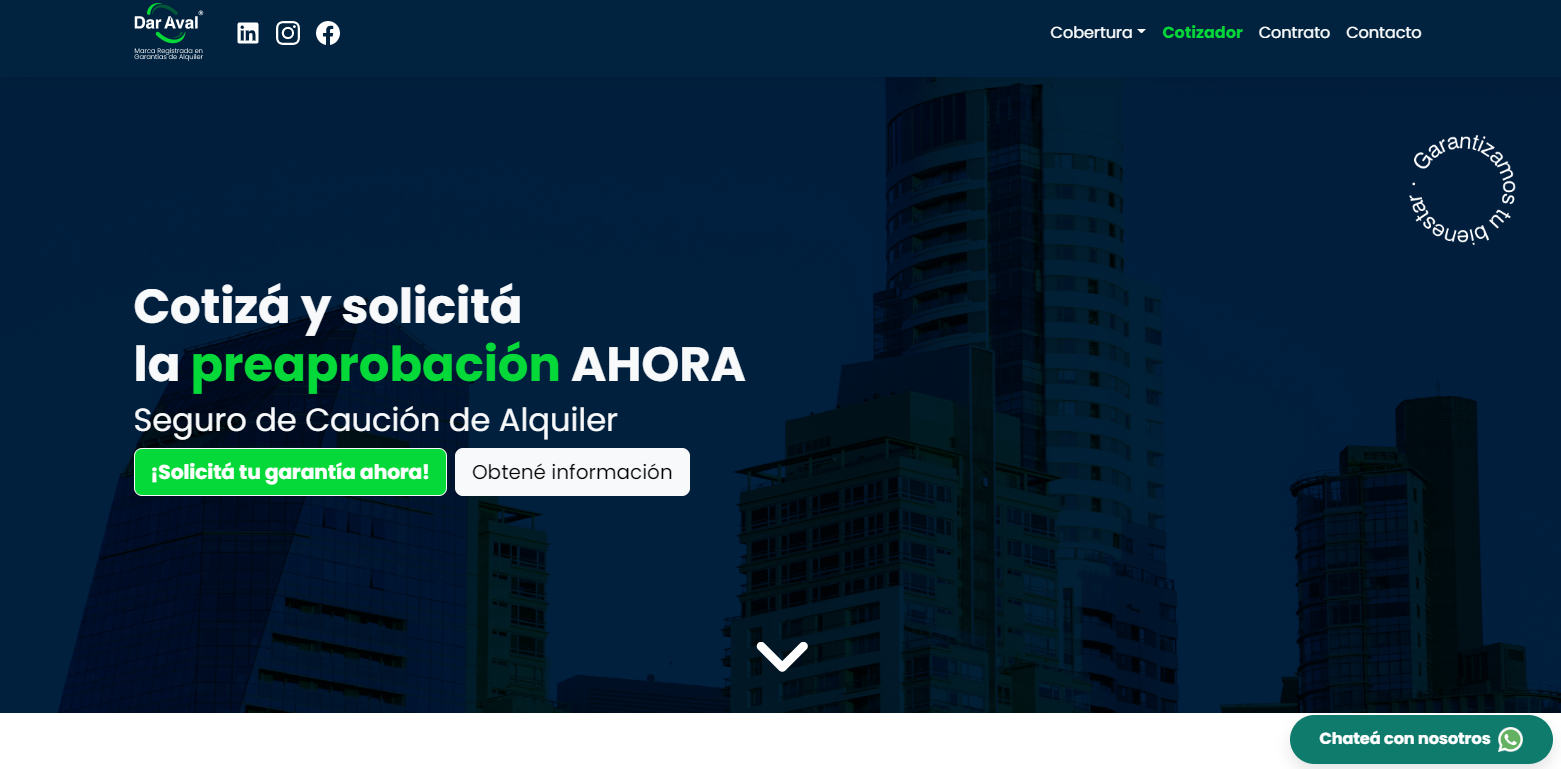 Dar Aval®
Marca Registrada en
Garantías de Alquiler
Cobertura
Cotizador
Contrato
Contacto
Garantizamos tu bienestar ·
Cotizá y solicitá
la preaprobación AHORA
Seguro de Caución de Alquiler
¡Solicitá tu garantía ahora!
Obtené información
Chateá con nosotros